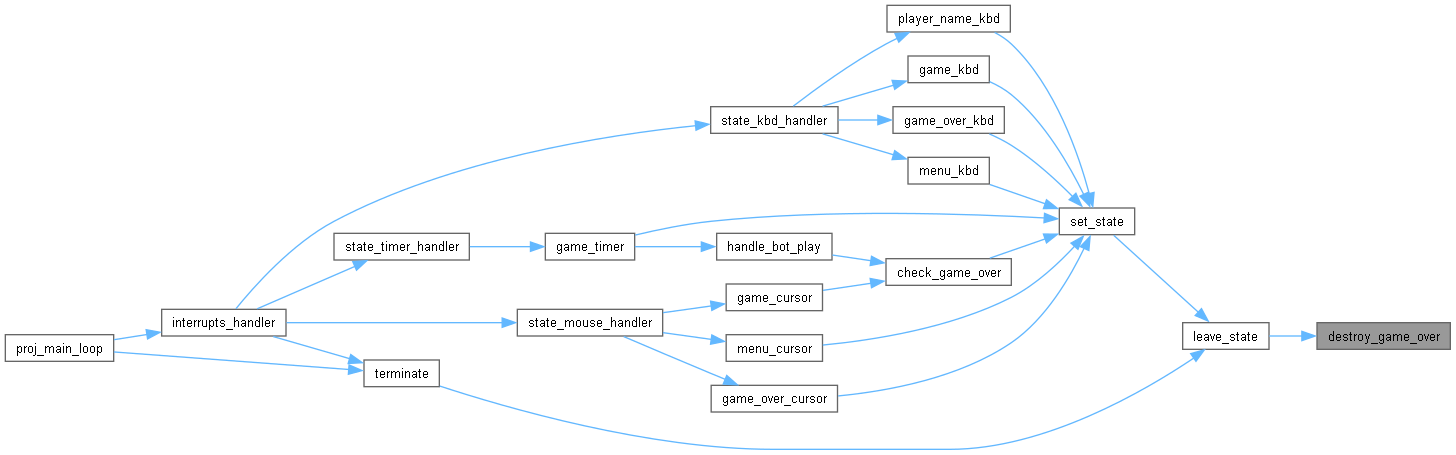 player_name_kbd
game_kbd
state_kbd_handler
game_over_kbd
menu_kbd
set_state
state_timer_handler
game_timer
handle_bot_play
check_game_over
game_cursor
interrupts_handler
state_mouse_handler
proj_main_loop
menu_cursor
leave_state
destroy_game_over
terminate
game_over_cursor